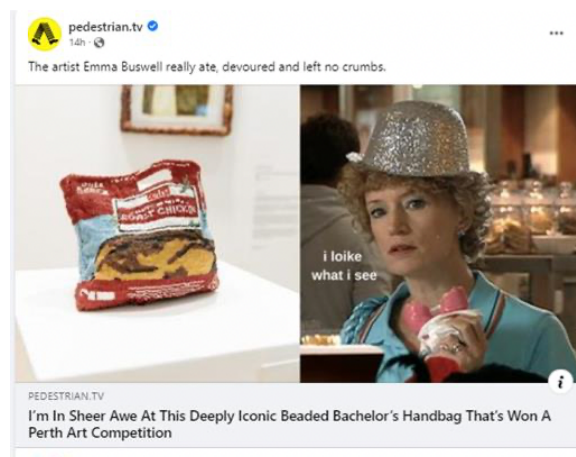 pedestrian.tv
14h
The artist Emma Buswell really ate, devoured and left no crumbs.
ROAST CHICKEN
i loike
what i see
PEDESTRIAN.TV
I'm In Sheer Awe At This Deeply Iconic Beaded Bachelor's Handbag That's Won A
Perth Art Competition